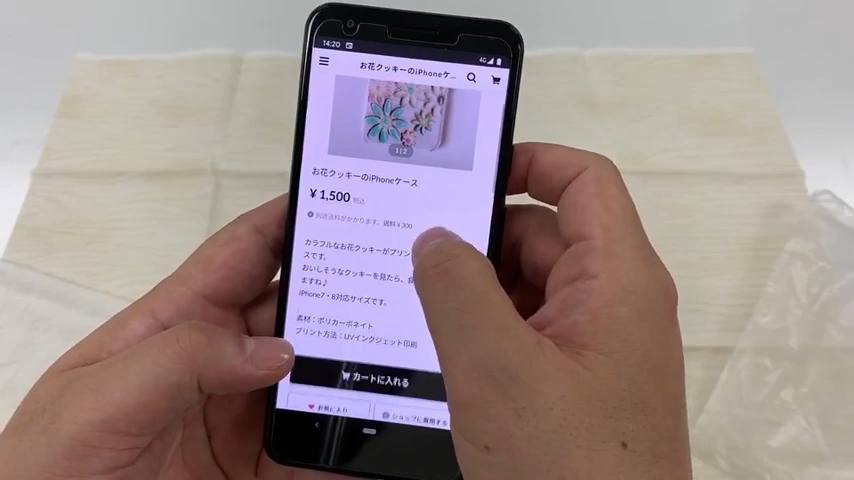 14:20
4G
お花クッキーのiPhoneケ...
1|2
お花クッキーのiPhoneケース
¥1,500 税込
別途送料がかかります。送料¥300
カラフルなお花クッキーがプリン
スです。
おいしそうなクッキーを見たら、
ますね♪
iPhone7・8対応サイズです。
素材：ポリカーボネイト
プリント方法：UVインクジェット印刷
カートに入れる
お気に入り
ショップに質問する